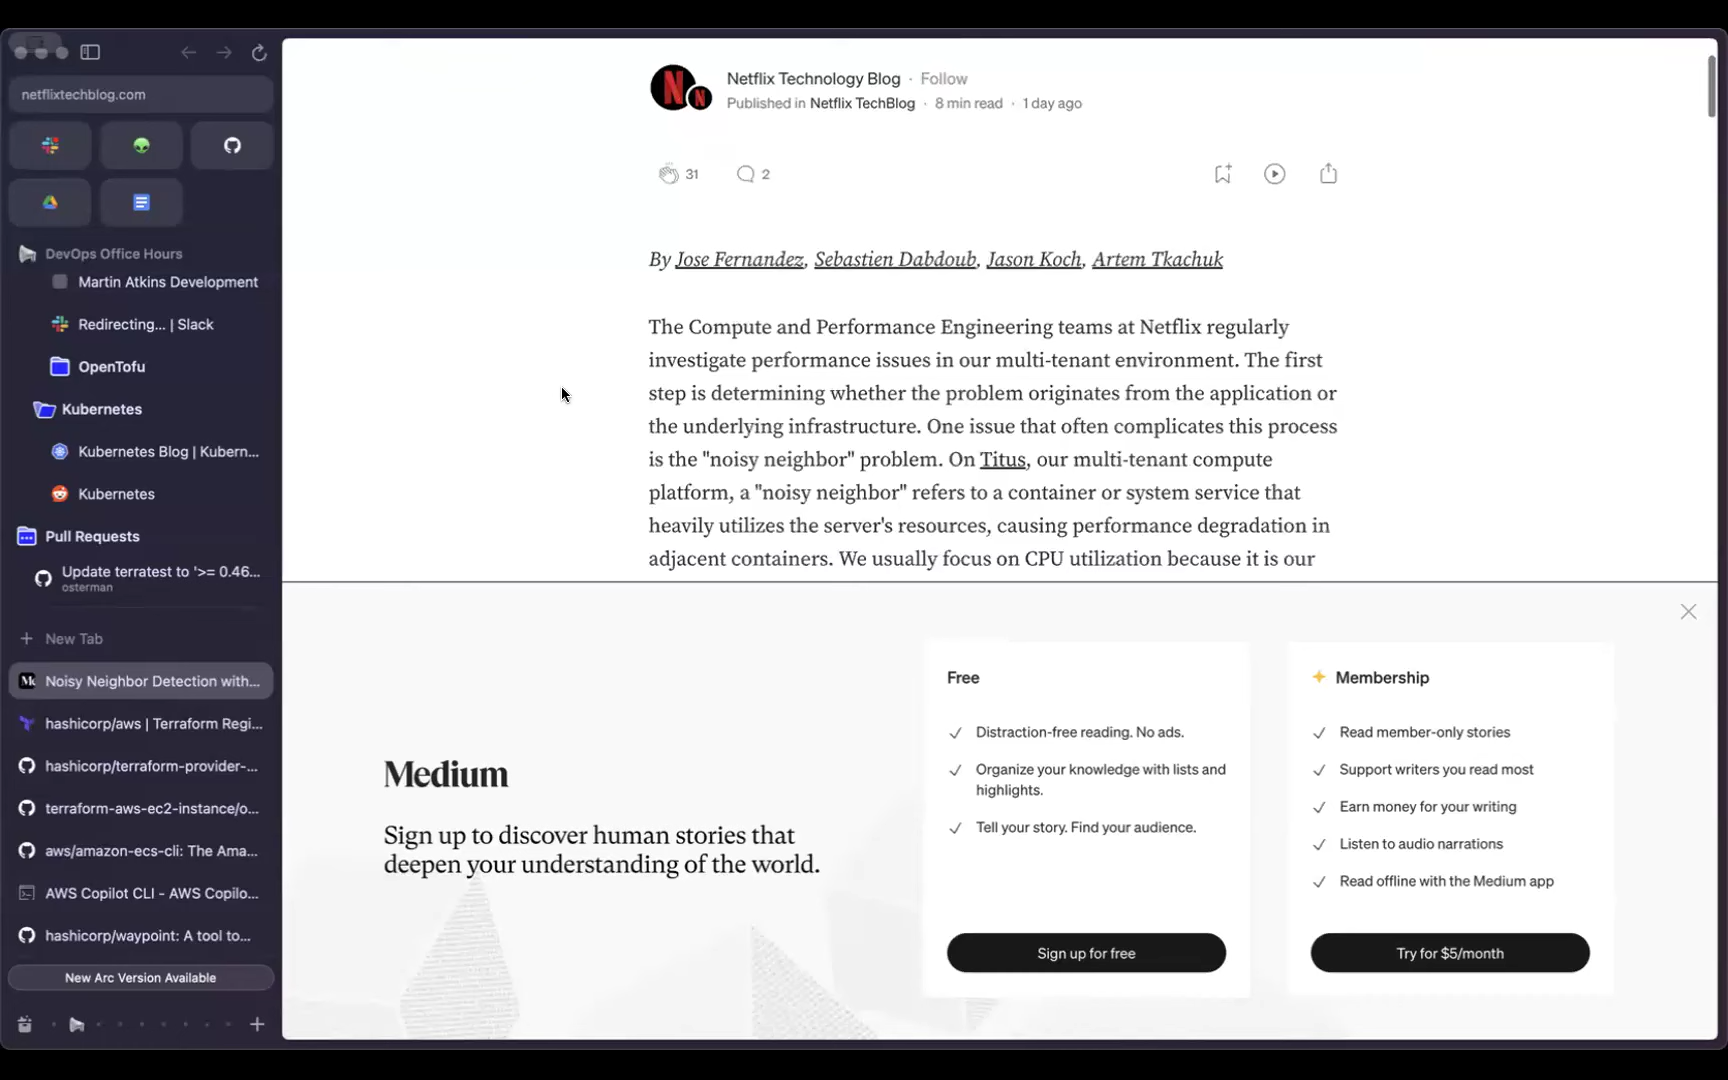 netflixtechblog.com
DevOps Office Hours
Martin Atkins Development
Redirecting... | Slack
OpenTofu
Kubernetes
Kubernetes Blog | Kubern...
Kubernetes
Pull Requests
Update terratest to '>= 0.46...
osterman
+ New Tab
Noisy Neighbor Detection with...
hashicorp/aws | Terraform Regi...
hashicorp/terraform-provider-...
terraform-aws-ec2-instance/o...
aws/amazon-ecs-cli: The Ama...
AWS Copilot CLI - AWS Copilo...
hashicorp/waypoint: A tool to...
New Arc Version Available
Netflix Technology Blog · Follow
Published in Netflix TechBlog · 8 min read · 1 day ago
31
2
By Jose Fernandez, Sebastien Dabdoub, Jason Koch, Artem Tkachuk
The Compute and Performance Engineering teams at Netflix regularly
investigate performance issues in our multi-tenant environment. The first
step is determining whether the problem originates from the application or
the underlying infrastructure. One issue that often complicates this process
is the "noisy neighbor" problem. On Titus, our multi-tenant compute
platform, a "noisy neighbor" refers to a container or system service that
heavily utilizes the server's resources, causing performance degradation in
adjacent containers. We usually focus on CPU utilization because it is our
Medium
Sign up to discover human stories that
deepen your understanding of the world.
Free
Distraction-free reading. No ads.
Organize your knowledge with lists and
highlights.
Tell your story. Find your audience.
Sign up for free
Membership
Read member-only stories
Support writers you read most
Earn money for your writing
Listen to audio narrations
Read offline with the Medium app
Try for $5/month